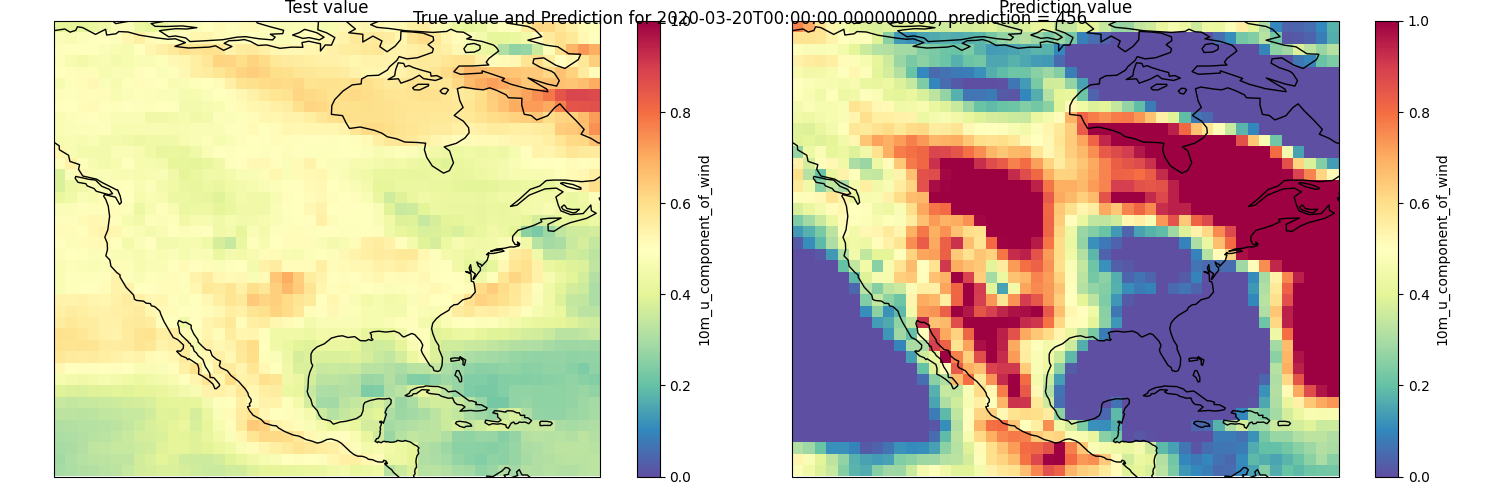 Test value
True value and Prediction for 2020-03-20T00:00:00.000000000, prediction = 456
Prediction value
1.0
0.8
0.6
0.4
0.2
0.0
10m_u_component_of_wind
1.0
0.8
0.6
0.4
0.2
0.0
10m_u_component_of_wind